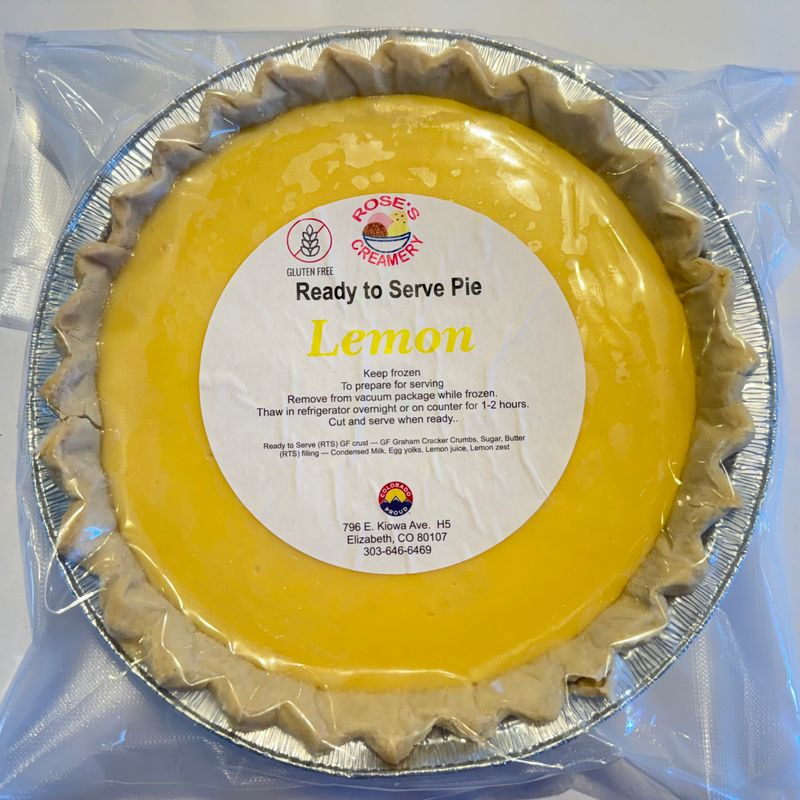 ROSE'S
CREAMERY
GLUTEN FREE
Ready to Serve Pie
Lemon
Keep frozen
To prepare for serving
Remove from vacuum package while frozen.
Thaw in refrigerator overnight or on counter for 1-2 hours.
Cut and serve when ready..
Ready to Serve (RTS) GF crust — GF Graham Cracker Crumbs, Sugar, Butter
(RTS) filling — Condensed Milk, Egg yolks, Lemon juice, Lemon zest
COLORADO
PROUD
796 E. Kiowa Ave. H5
Elizabeth, CO 80107
303-646-6469